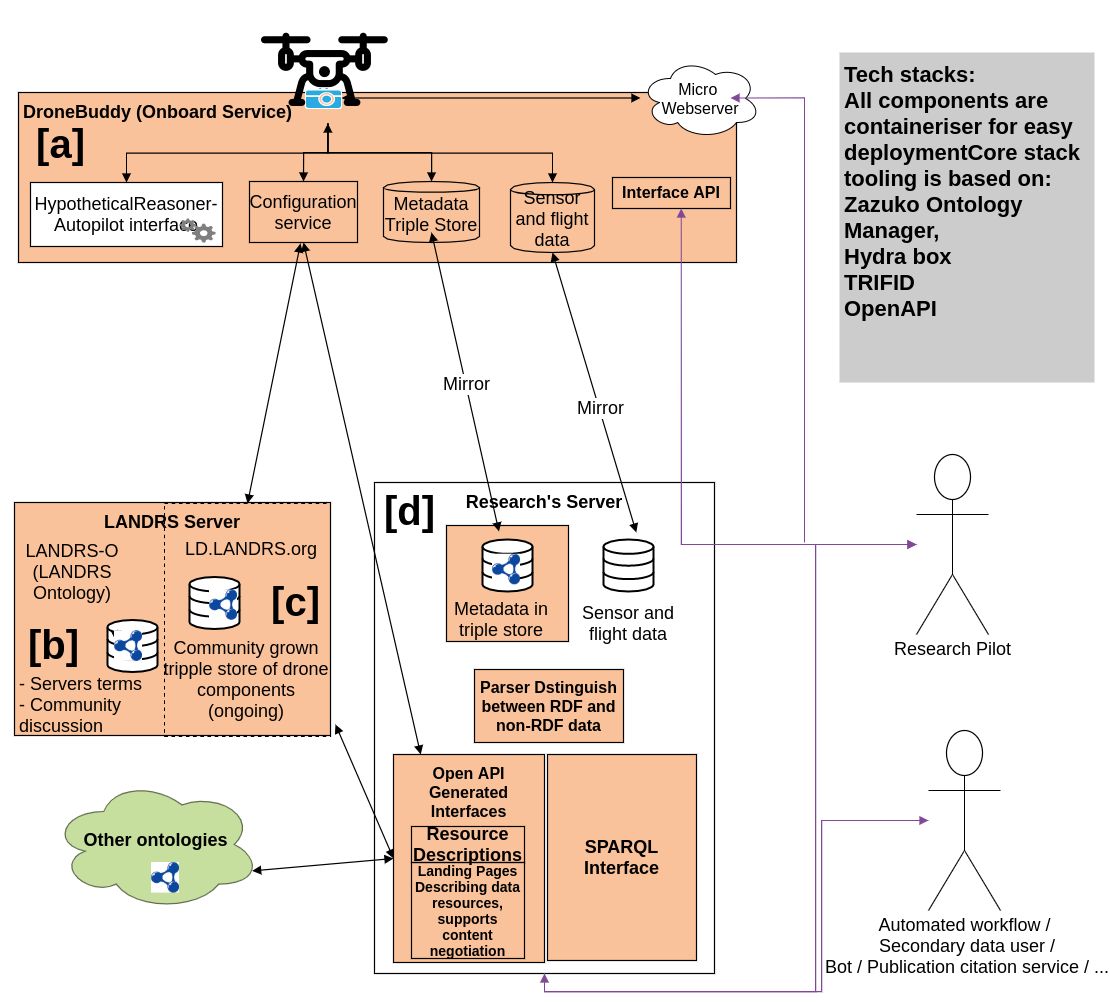 DroneBuddy (Onboard Service)
[a]
Micro
Webserver
HypotheticalReasoner-
Autopilot interface
Configuration
service
Metadata
Triple Store
Sensor
and flight
data
Interface API
Tech stacks:
All components are
containeriser for easy
deploymentCore stack
tooling is based on:
Zazuko Ontology
Manager,
Hydra box
TRIFID
OpenAPI
Mirror
Mirror
LANDRS Server
LANDRS-O
(LANDRS
Ontology)
[b]
- Servers terms
- Community
discussion
LD.LANDRS.org
[c]
Community grown
tripple store of drone
components
(ongoing)
[d]
Research's Server
Metadata in
triple store
Sensor and
flight data
Parser Dstinguish
between RDF and
non-RDF data
Open API
Generated
Interfaces
Resource
Descriptions
Landing Pages
Describing data
resources,
supports
content
negotiation
SPARQL
Interface
Other ontologies
Research Pilot
Automated workflow /
Secondary data user /
Bot / Publication citation service / ...